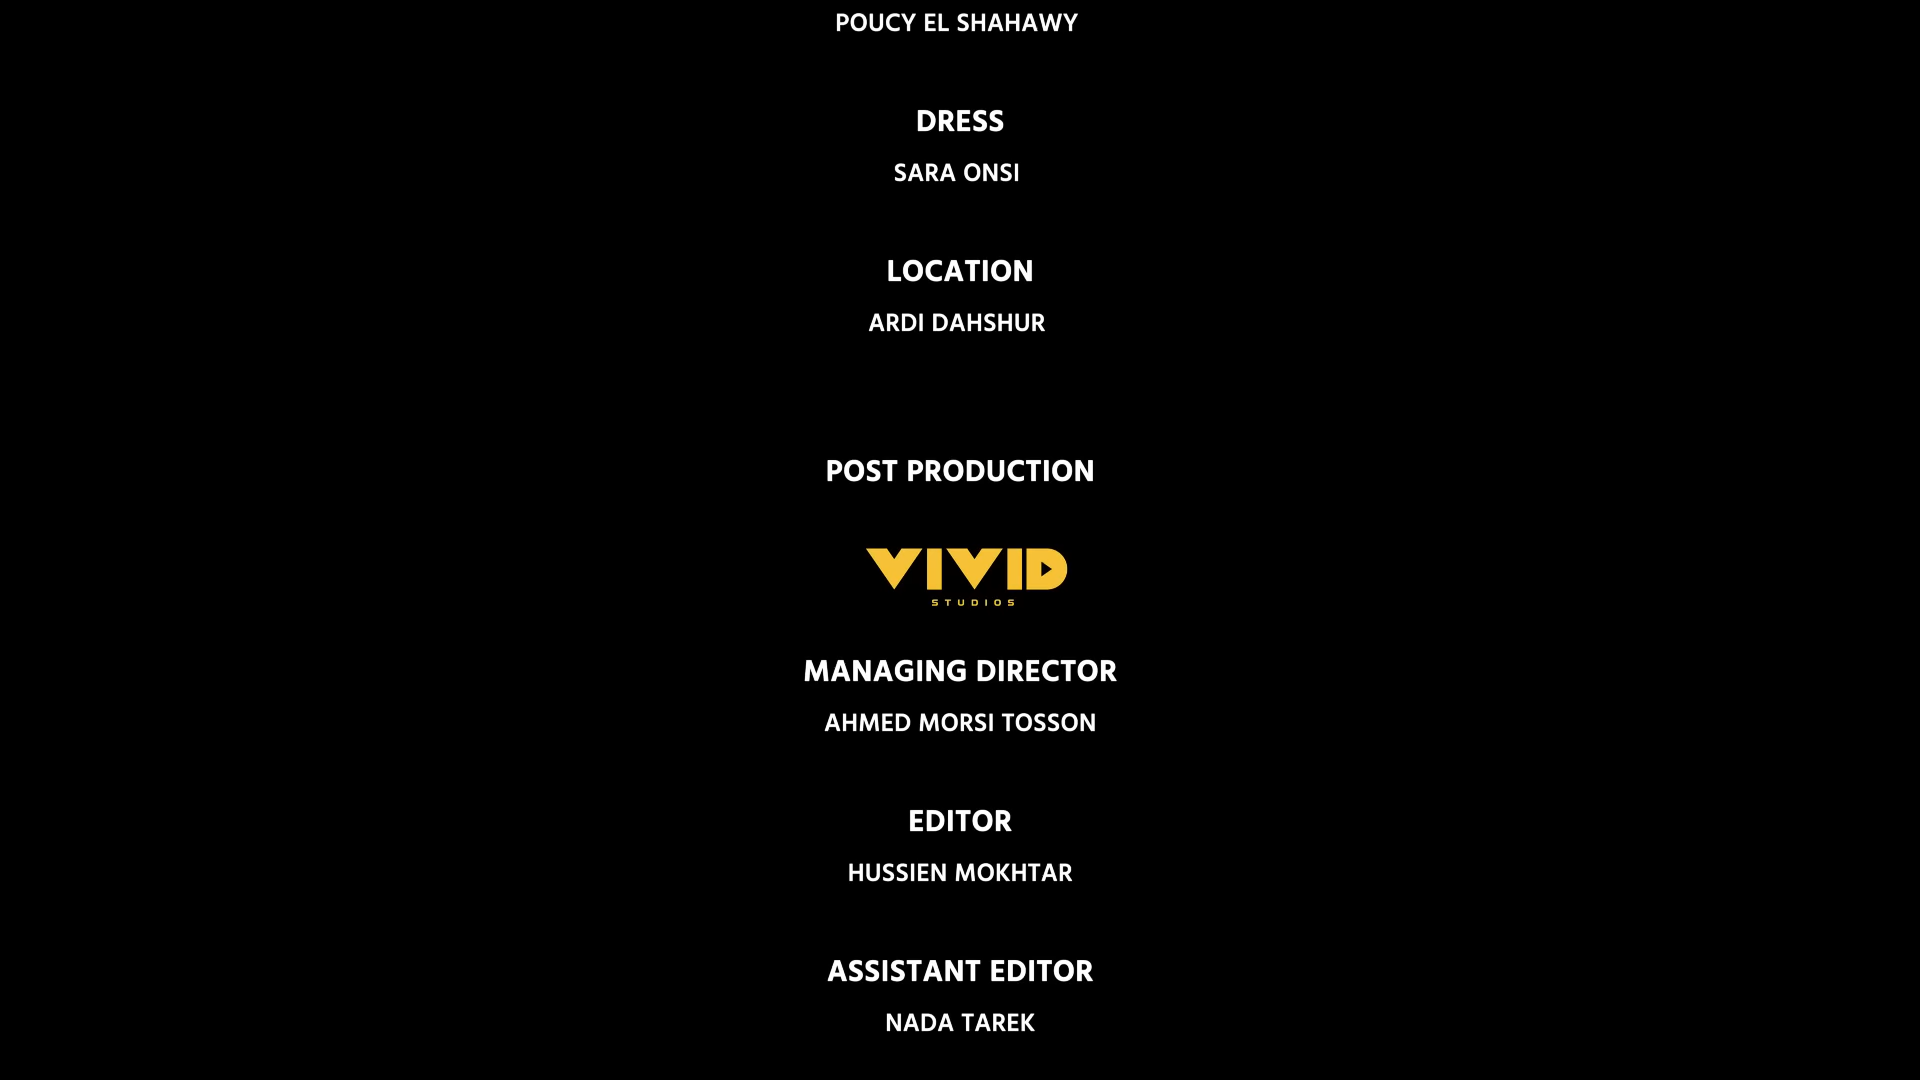 POUCY EL SHAHAWY
DRESS
SARA ONSI
LOCATION
ARDI DAHSHUR
POST PRODUCTION
VIVID
STUDIOS
MANAGING DIRECTOR
AHMED MORSI TOSSON
EDITOR
HUSSIEN MOKHTAR
ASSISTANT EDITOR
NADA TAREK